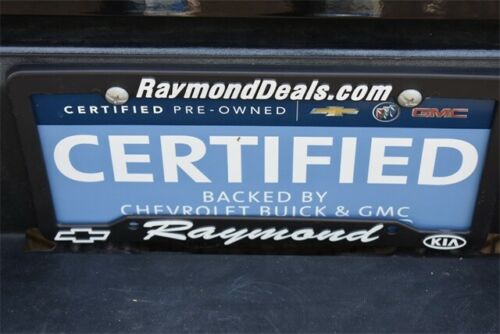 RaymondDeals.com
CERTIFIED PRE-OWNED GMC
CERTIFIED
BACKED BY
CHEVROLET BUICK & GMC
Raymond KIA